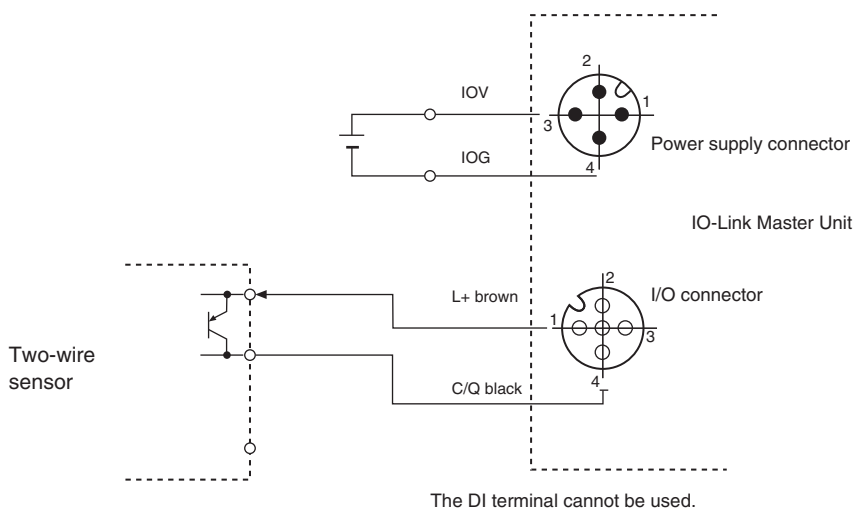 2
IOV
1
3
Power supply connector
IOG
4
IO-Link Master Unit
2
L+ brown
I/O connector
1
3
Two-wire
sensor
4
C/Q black
The DI terminal cannot be used.